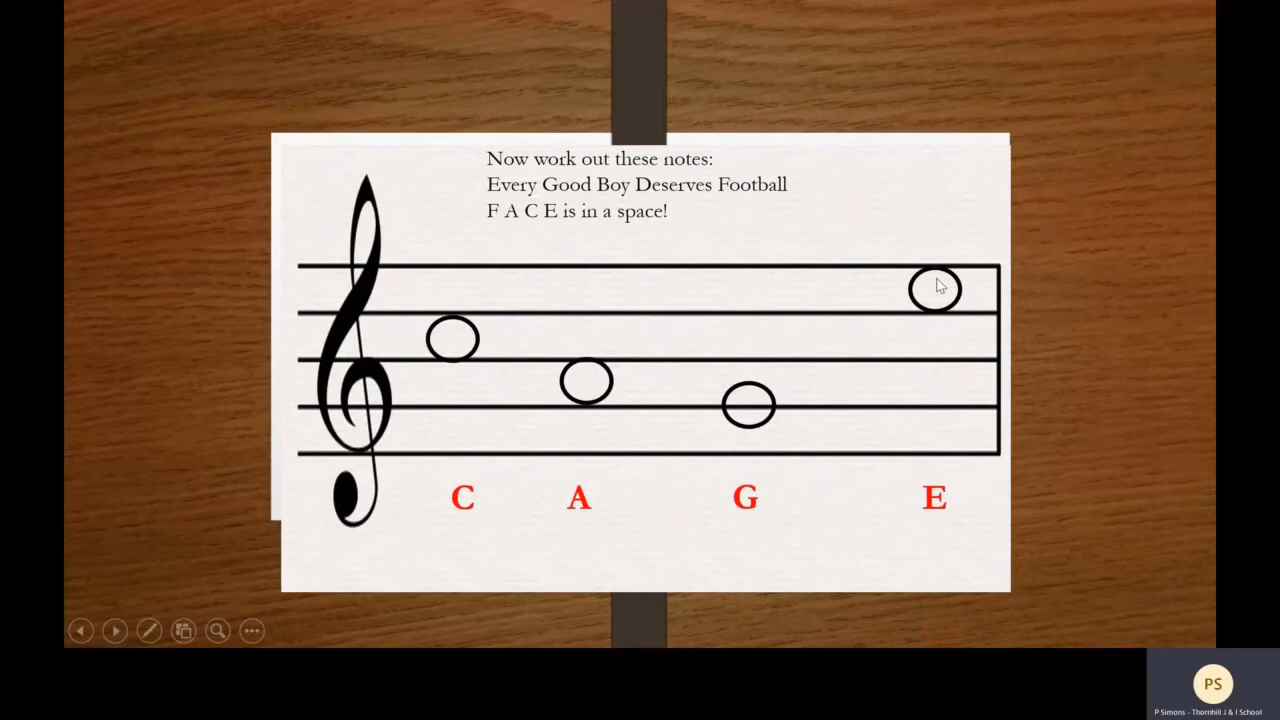 Now work out these notes:
Every Good Boy Deserves Football
F A C E is in a space!
C A G E
PS
P Simons - Thornhill J & I School